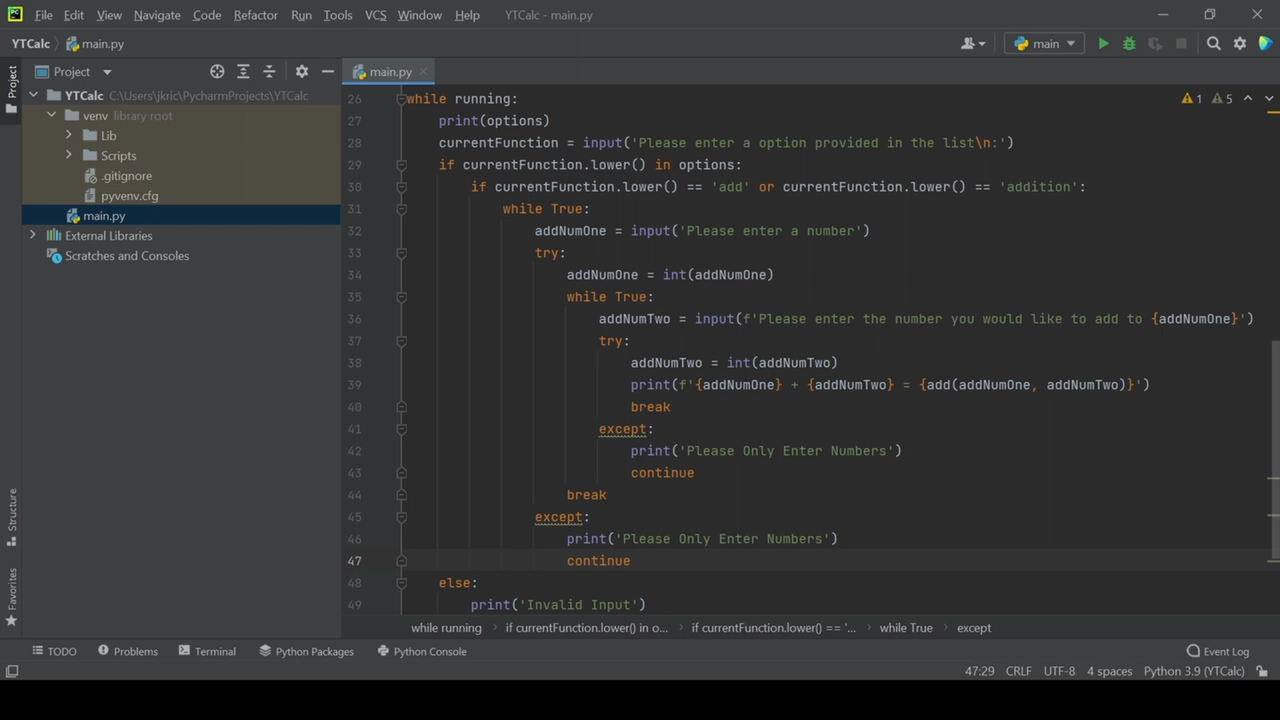 File Edit View Navigate Code Refactor Run Tools VCS Window Help YTCalc - main.py
YTCalc main.py main
Project
Project
main.py
YTCalc C:\Users\jkric\PycharmProjects\YTCalc
venv library root
Lib
Scripts
.gitignore
pyvenv.cfg
main.py
External Libraries
Scratches and Consoles
1 5
26 while running:
27 print(options)
28 currentFunction = input('Please enter a option provided in the list\n:')
29 if currentFunction.lower() in options:
30 if currentFunction.lower() == 'add' or currentFunction.lower() == 'addition':
31 while True:
32 addNumOne = input('Please enter a number')
33 try:
34 addNumOne = int(addNumOne)
35 while True:
36 addNumTwo = input(f'Please enter the number you would like to add to {addNumOne}')
37 try:
38 addNumTwo = int(addNumTwo)
39 print(f'{addNumOne} + {addNumTwo} = {add(addNumOne, addNumTwo)}')
40 break
41 except:
42 print('Please Only Enter Numbers')
43 continue
44 break
45 except:
46 print('Please Only Enter Numbers')
47 continue
48 else:
49 print('Invalid Input')
while running if currentFunction.lower() in o... if currentFunction.lower() == '... while True except
Structure
Favorites
TODO Problems Terminal Python Packages Python Console Event Log
47:29 CRLF UTF-8 4 spaces Python 3.9 (YTCalc)